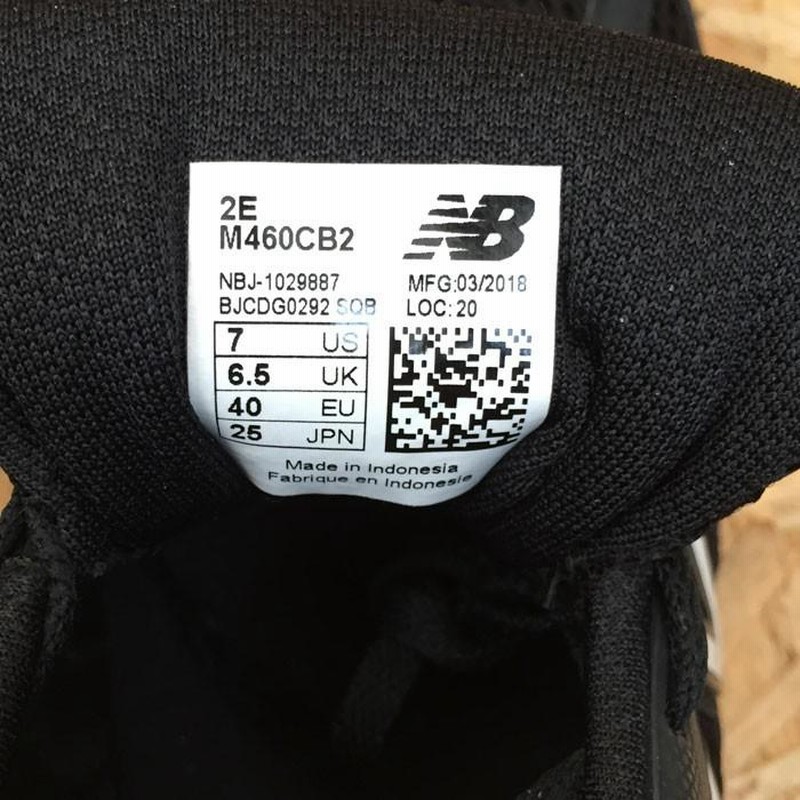 2E
M460CB2
NB
NBJ-1029887
MFG:03/2018
BJCDG0292 SQB
LOC: 20
7 US
6.5 UK
40 EU
25 JPN
Made in Indonesia
Fabrique en Indonesie